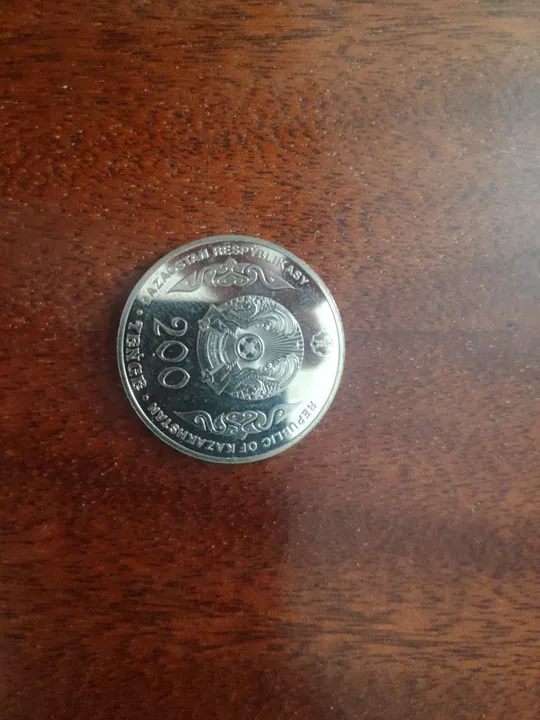 QAZAQSTAN RESPÝBLIKASY
REPUBLIC OF KAZAKHSTAN
200
• TEŃGE •